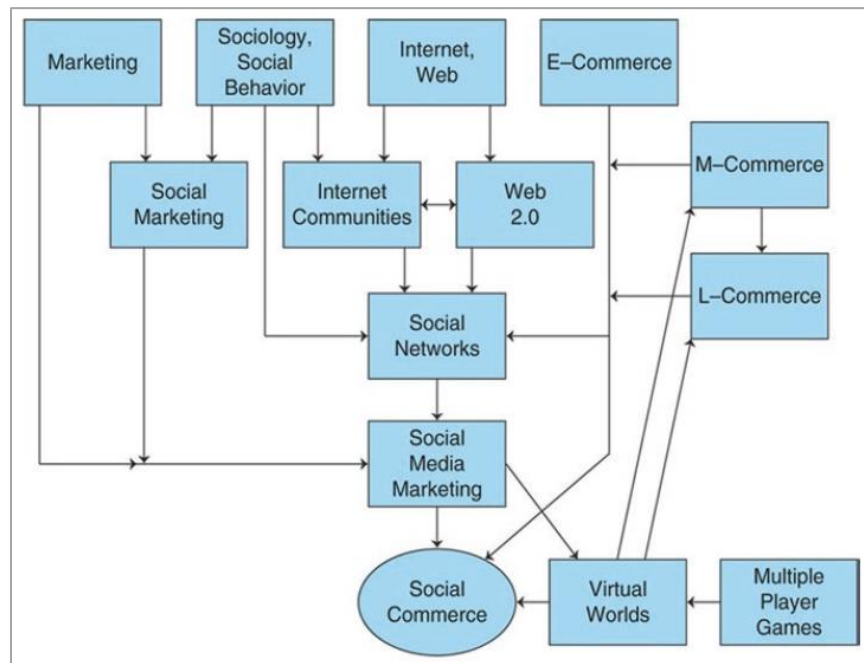 Marketing
Sociology,
Social
Behavior
Internet,
Web
E–Commerce
M–Commerce
Social
Marketing
Internet
Communities
Web
2.0
L–Commerce
Social
Networks
Social
Media
Marketing
Social
Commerce
Virtual
Worlds
Multiple
Player
Games